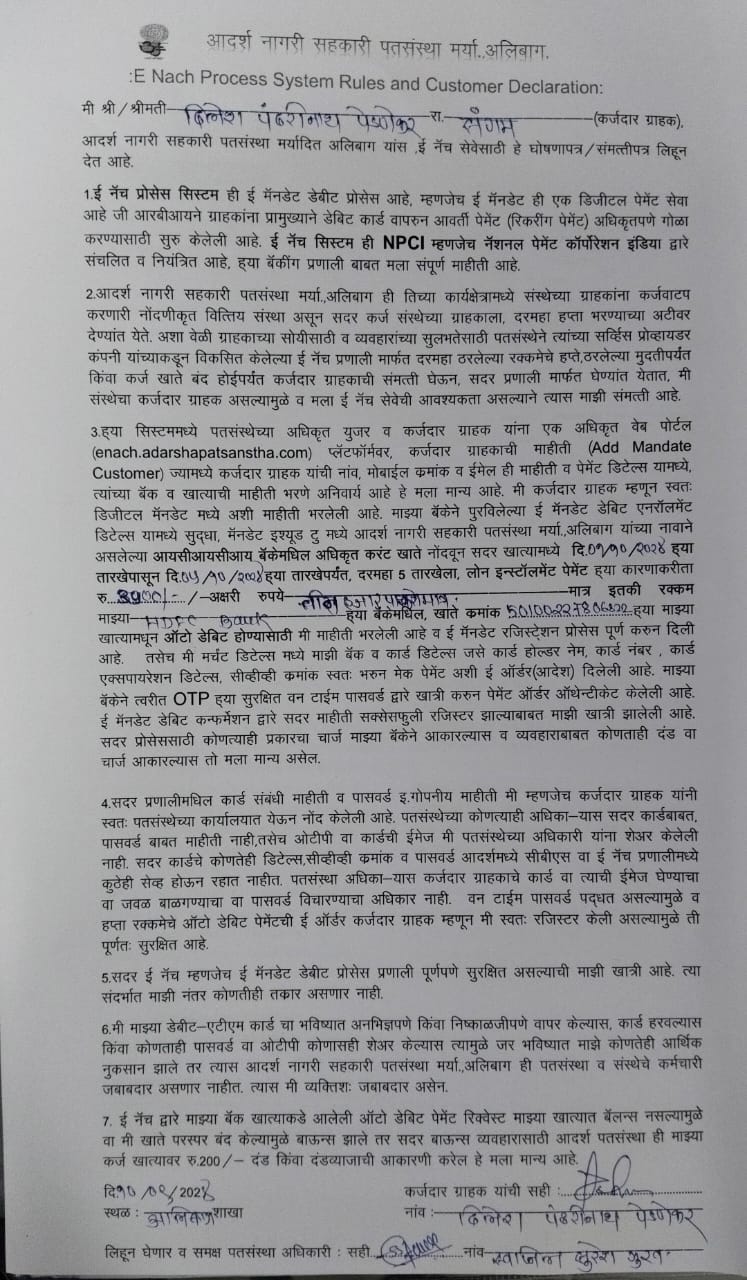 आदर्श नागरी सहकारी पतसंस्था मर्या.,अलिबाग.
:E Nach Process System Rules and Customer Declaration:
मी श्री/श्रीमती दिलेश पंढरीनाथ पेडणेकर रा. संगम (कर्जदार ग्राहक),
आदर्श नागरी सहकारी पतसंस्था मर्यादित अलिबाग यांस ,ई नॅच सेवेसाठी हे घोषणापत्र/संमत्तीपत्र लिहून
देत आहे.
1.ई नॅच प्रोसेस सिस्टम ही ई मॅनडेट डेबीट प्रोसेस आहे, म्हणजेच ई मॅनडेट ही एक डिजिटल पेमेंट सेवा
आहे जी आरबीआयने ग्राहकांना प्रामुख्याने डेबिट कार्ड वापरुन आवर्ती पेमेंट (रिकरींग पेमेंट) अधिकृतपणे गोळा
करण्यासाठी सुरु केलेली आहे. ई नॅच सिस्टम ही NPCI म्हणजेच नॅशनल पेमेंट कॉर्पोरेशन इंडिया द्वारे
संचलित व नियंत्रित आहे, ह्या बॅकींग प्रणाली बाबत मला संपूर्ण माहीती आहे.
2.आदर्श नागरी सहकारी पतसंस्था मर्या.,अलिबाग ही तिच्या कार्यक्षेत्रामध्ये संस्थेच्या ग्राहकांना कर्जवाटप
करणारी नोंदणीकृत वित्तिय संस्था असून सदर कर्ज संस्थेच्या ग्राहकाला, दरमहा हप्ता भरण्याच्या अटीवर
देण्यांत येते. अशा वेळी ग्राहकाच्या सोयीसाठी व व्यवहारांच्या सुलभतेसाठी पतसंस्थेने त्यांच्या सर्व्हिस प्रोव्हायडर
कंपनी यांच्याकडून विकसित केलेल्या ई नॅच प्रणाली मार्फत दरमहा ठरलेल्या रक्कमेचे हप्ते,ठरलेल्या मुदतीपर्यंत
किंवा कर्ज खाते बंद होईपर्यंत कर्जदार ग्राहकाची संमत्ती घेऊन, सदर प्रणाली मार्फत घेण्यांत येतात, मी
संस्थेचा कर्जदार ग्राहक असल्यामुळे व मला ई नॅच सेवेची आवश्यकता असल्याने त्यास माझी संमत्ती आहे.
3.ह्या सिस्टममध्ये पतसंस्थेच्या अधिकृत युजर व कर्जदार ग्राहक यांना एक अधिकृत वेब पोर्टल
(enach.adarshapatsanstha.com) प्लॅटफॉर्मवर, कर्जदार ग्राहकाची माहीती (Add Mandate
Customer) ज्यामध्ये कर्जदार ग्राहक यांची नांव, मोबाईल क्रमांक व ईमेल ही माहीती व पेमेंट डिटेल्स यामध्ये,
त्यांच्या बॅक व खात्याची माहीती भरणे अनिवार्य आहे हे मला मान्य आहे. मी कर्जदार ग्राहक म्हणून स्वतः
डिजीटल मॅनडेट मध्ये अशी माहीती भरलेली आहे. माझ्या बॅकेने पुरविलेल्या ई मॅनडेट डेबिट एनरॉलमेंट
डिटेल्स यामध्ये सुद्धा, मॅनडेट इश्यूड टु मध्ये आदर्श नागरी सहकारी पतसंस्था मर्या.,अलिबाग यांच्या नावाने
असलेल्या आयसीआयसीआय बॅकेमधिल अधिकृत करंट खाते नोंदवून सदर खात्यामध्ये दि. ह्या
तारखेपासून दि. ह्या तारखेपर्यंत, दरमहा 5 तारखेला, लोन इन्स्टॉलमेंट पेमेंट ह्या कारणाकरीता
रु /-अक्षरी रुपये मात्र इतकी रक्कम
माझ्या HDFC Bank ह्या बॅकेमधिल, खाते क्रमांक ह्या माझ्या
खात्यामधून ऑटो डेबिट होण्यासाठी मी माहीती भरलेली आहे व ई मॅनडेट रजिस्ट्रेशन प्रोसेस पूर्ण करुन दिली
आहे. तसेच मी मर्चंट डिटेल्स मध्ये माझी बॅक व कार्ड डिटेल्स जसे कार्ड होल्डर नेम, कार्ड नंबर , कार्ड
एक्सपायरेशन डिटेल्स, सीव्हीव्ही क्रमांक स्वतः भरुन मेक पेमेंट अशी ई ऑर्डर(आदेश) दिलेली आहे. माझ्या
बॅकेने त्वरीत OTP ह्या सुरक्षित वन टाईम पासवर्ड द्वारे खात्री करुन पेमेंट ऑर्डर ऑथेन्टीकेट केलेली आहे.
ई मॅनडेट डेबिट कन्फर्मेशन द्वारे सदर माहीती सक्सेसफुली रजिस्टर झाल्याबाबत माझी खात्री झालेली आहे.
सदर प्रोसेससाठी कोणत्याही प्रकारचा चार्ज माझ्या बॅकेने आकारल्यास व व्यवहाराबाबत कोणताही दंड वा
चार्ज आकारल्यास तो मला मान्य असेल.
4.सदर प्रणालीमधिल कार्ड संबंधी माहीती व पासवर्ड इ.गोपनीय माहीती मी म्हणजेच कर्जदार ग्राहक यांनी
स्वतः पतसंस्थेच्या कार्यालयात येऊन नोंद केलेली आहे. पतसंस्थेच्या कोणत्याही अधिका–यास सदर कार्डबाबत,
पासवर्ड बाबत माहीती नाही,तसेच ओटीपी वा कार्डची ईमेज मी पतसंस्थेच्या अधिकारी यांना शेअर केलेली
नाही. सदर कार्डचे कोणतेही डिटेल्स,सीव्हीव्ही क्रमांक व पासवर्ड आदर्शमध्ये सीबीएस वा ई नॅच प्रणालीमध्ये
कुठेही सेव्ह होऊन रहात नाहीत. पतसंस्था अधिका–यास कर्जदार ग्राहकाचे कार्ड वा त्याची ईमेज घेण्याचा
वा जवळ बाळगण्याचा वा पासवर्ड विचारण्याचा अधिकार नाही. वन टाईम पासवर्ड पद्धत असल्यामुळे व
हप्ता रक्कमेचे ऑटो डेबिट पेमेंटची ई ऑर्डर कर्जदार ग्राहक म्हणून मी स्वतः रजिस्टर केली असल्यामुळे ती
पूर्णतः सुरक्षित आहे.
5.सदर ई नॅच म्हणजेच ई मॅनडेट डेबीट प्रोसेस प्रणाली पूर्णपणे सुरक्षित असल्याची माझी खात्री आहे. त्या
संदर्भात माझी नंतर कोणतीही तक्रार असणार नाही.
6.मी माझ्या डेबीट–एटीएम कार्ड चा भविष्यात अनभिज्ञपणे किंवा निष्काळजीपणे वापर केल्यास, कार्ड हरवल्यास
किंवा कोणताही पासवर्ड वा ओटीपी कोणासही शेअर केल्यास त्यामुळे जर भविष्यात माझे कोणतेही आर्थिक
नुकसान झाले तर त्यास आदर्श नागरी सहकारी पतसंस्था मर्या.,अलिबाग ही पतसंस्था व संस्थेचे कर्मचारी
जबाबदार असणार नाहीत. त्यास मी व्यक्तिशः जबाबदार असेन.
7. ई नॅच द्वारे माझ्या बॅक खात्याकडे आलेली ऑटो डेबिट पेमेंट रिक्वेस्ट माझ्या खात्यात बॅलन्स नसल्यामुळे
वा मी खाते परस्पर बंद केल्यामुळे बाऊन्स झाले तर सदर बाऊन्स व्यवहारासाठी आदर्श पतसंस्था ही माझ्या
कर्ज खात्यावर रु.200/– दंड किंवा दंडव्याजाची आकारणी करेल हे मला मान्य आहे.
दि. कर्जदार ग्राहक यांची सही :
स्थळ : शाखा नांव : दिलेश पंढरीनाथ पेडणेकर
लिहून घेणार व समक्ष पतसंस्था अधिकारी : सही नांव